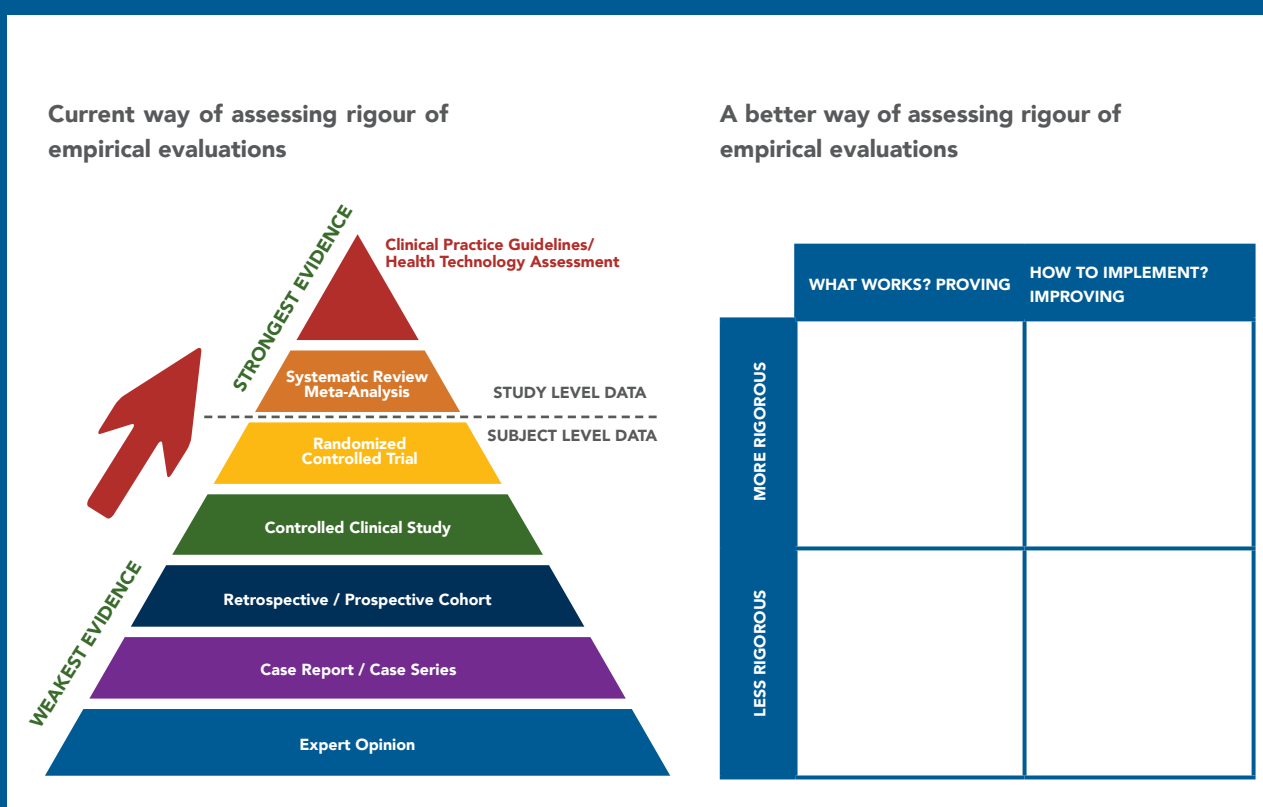 Current way of assessing rigour of
empirical evaluations
STRONGEST EVIDENCE
WEAKEST EVIDENCE
Clinical Practice Guidelines/
Health Technology Assessment
Systematic Review
Meta-Analysis
STUDY LEVEL DATA
SUBJECT LEVEL DATA
Randomized
Controlled Trial
Controlled Clinical Study
Retrospective / Prospective Cohort
Case Report / Case Series
Expert Opinion
A better way of assessing rigour of
empirical evaluations
WHAT WORKS? PROVING
HOW TO IMPLEMENT?
IMPROVING
MORE RIGOROUS
LESS RIGOROUS